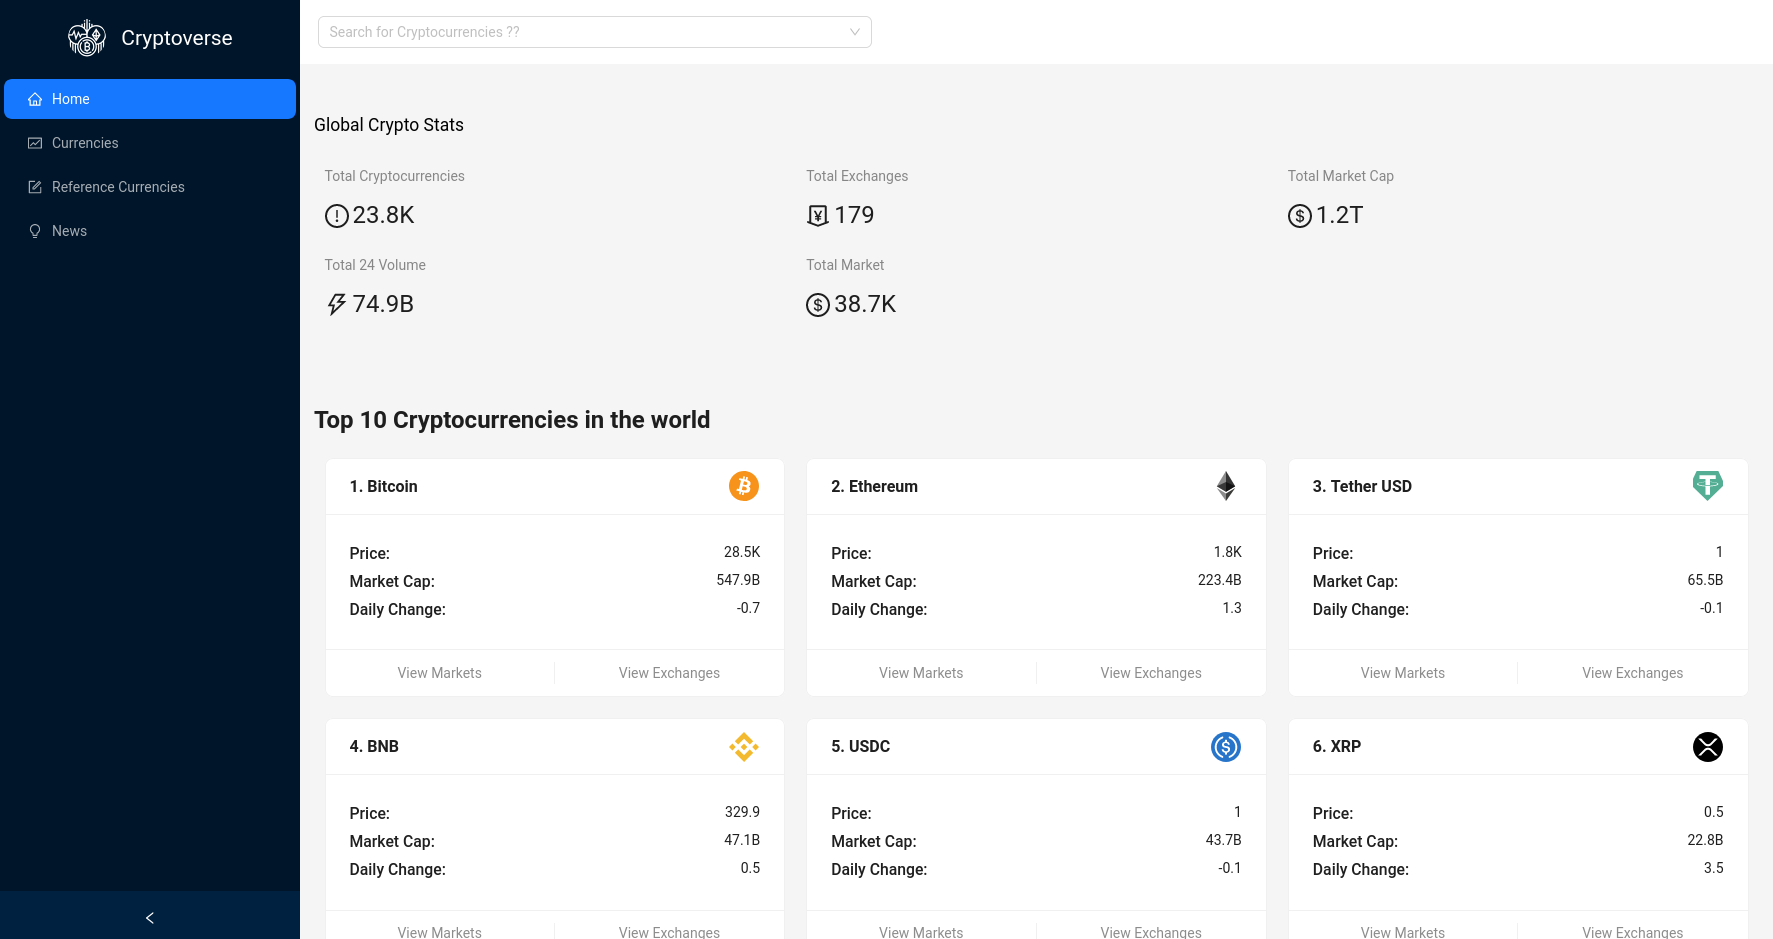 Cryptoverse
Search for Cryptocurrencies ??
Home
Currencies
Reference Currencies
News
Global Crypto Stats
Total Cryptocurrencies
Total Exchanges
Total Market Cap
23.8K
179
1.2T
Total 24 Volume
Total Market
74.9B
38.7K
Top 10 Cryptocurrencies in the world
1. Bitcoin
Price: 28.5K
Market Cap: 547.9B
Daily Change: -0.7
View Markets View Exchanges
2. Ethereum
Price: 1.8K
Market Cap: 223.4B
Daily Change: 1.3
View Markets View Exchanges
3. Tether USD
Price: 1
Market Cap: 65.5B
Daily Change: -0.1
View Markets View Exchanges
4. BNB
Price: 329.9
Market Cap: 47.1B
Daily Change: 0.5
View Markets View Exchanges
5. USDC
Price: 1
Market Cap: 43.7B
Daily Change: -0.1
View Markets View Exchanges
6. XRP
Price: 0.5
Market Cap: 22.8B
Daily Change: 3.5
View Markets View Exchanges